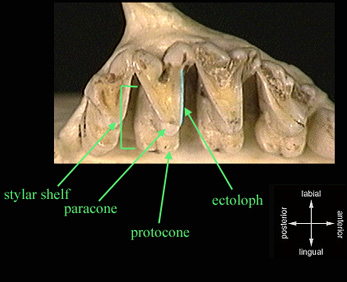 stylar shelf
paracone
ectoloph
protocone
labial
posterior
anterior
lingual